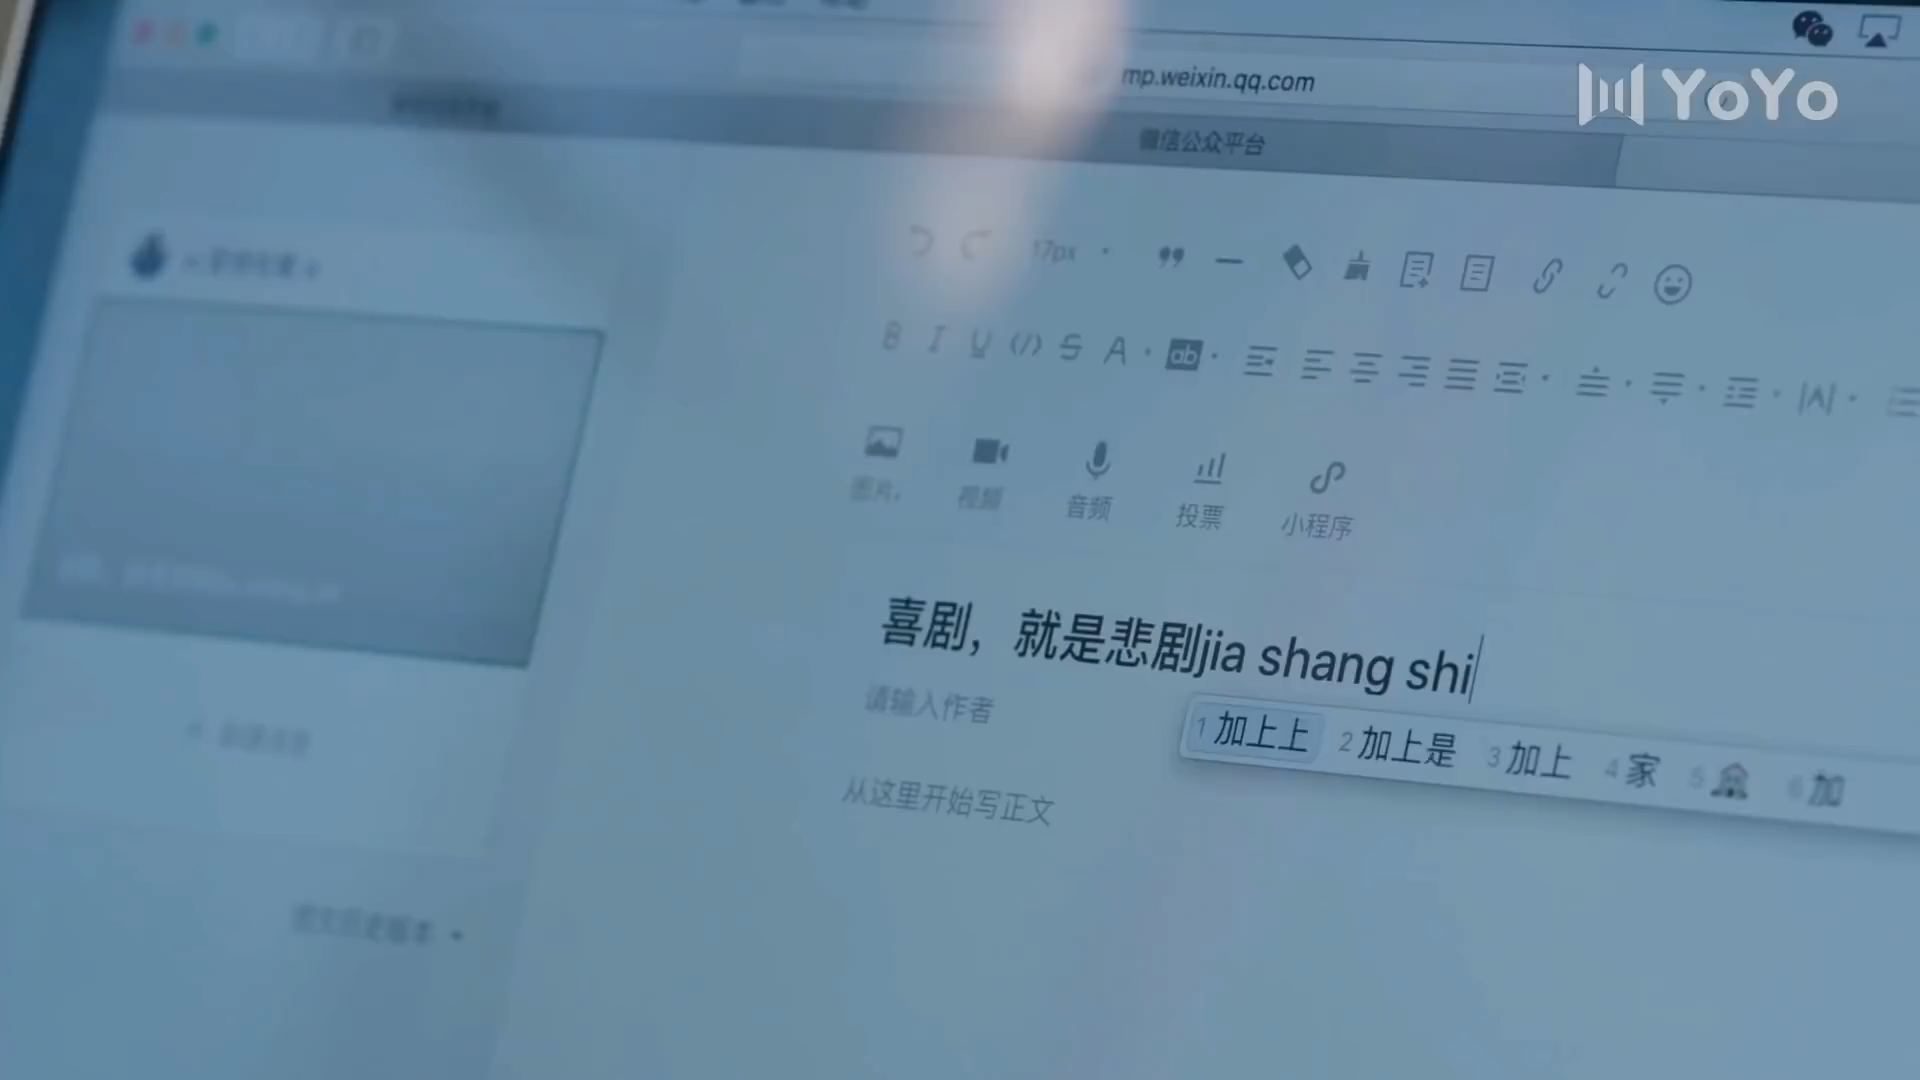 mp.weixin.qq.com
YOYO
微信公众平台
17px
B I U S A ab
图片 视频 音频 投票 小程序
喜剧，就是悲剧jia shang shi
请输入作者
1 加上上 2 加上是 3 加上 4 家 5 6 加
从这里开始写正文